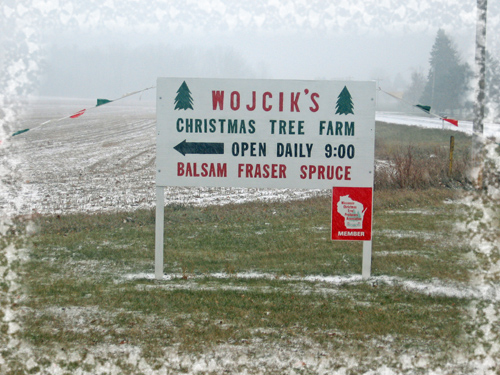 WOJCIK'S
CHRISTMAS TREE FARM
OPEN DAILY 9:00
BALSAM FRASER SPRUCE
MEMBER